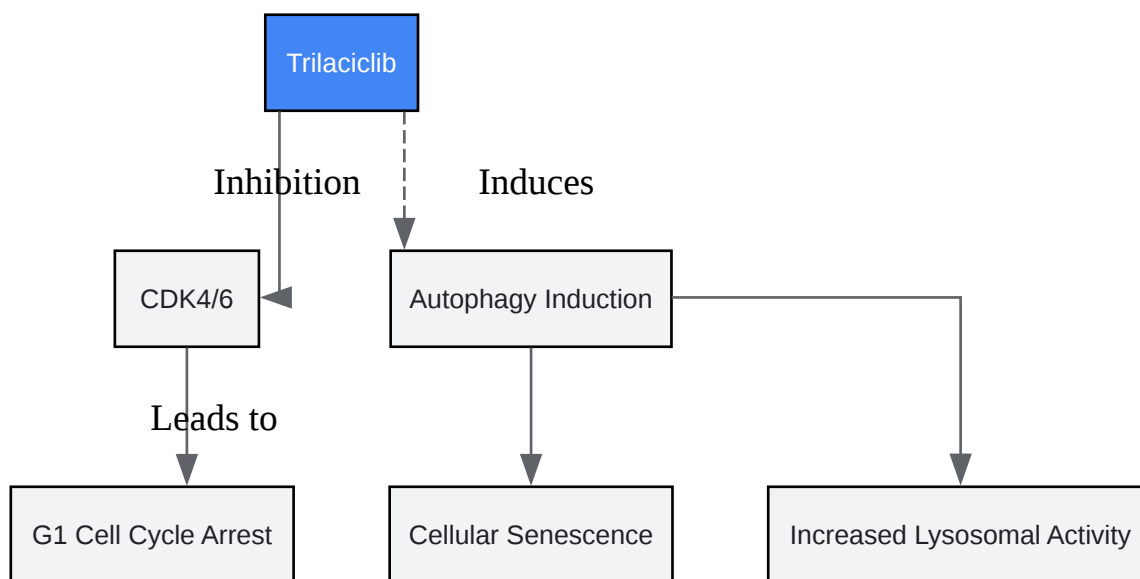 Trilaciclib
Inhibition
Induces
CDK4/6
Autophagy Induction
Leads to
G1 Cell Cycle Arrest
Cellular Senescence
Increased Lysosomal Activity